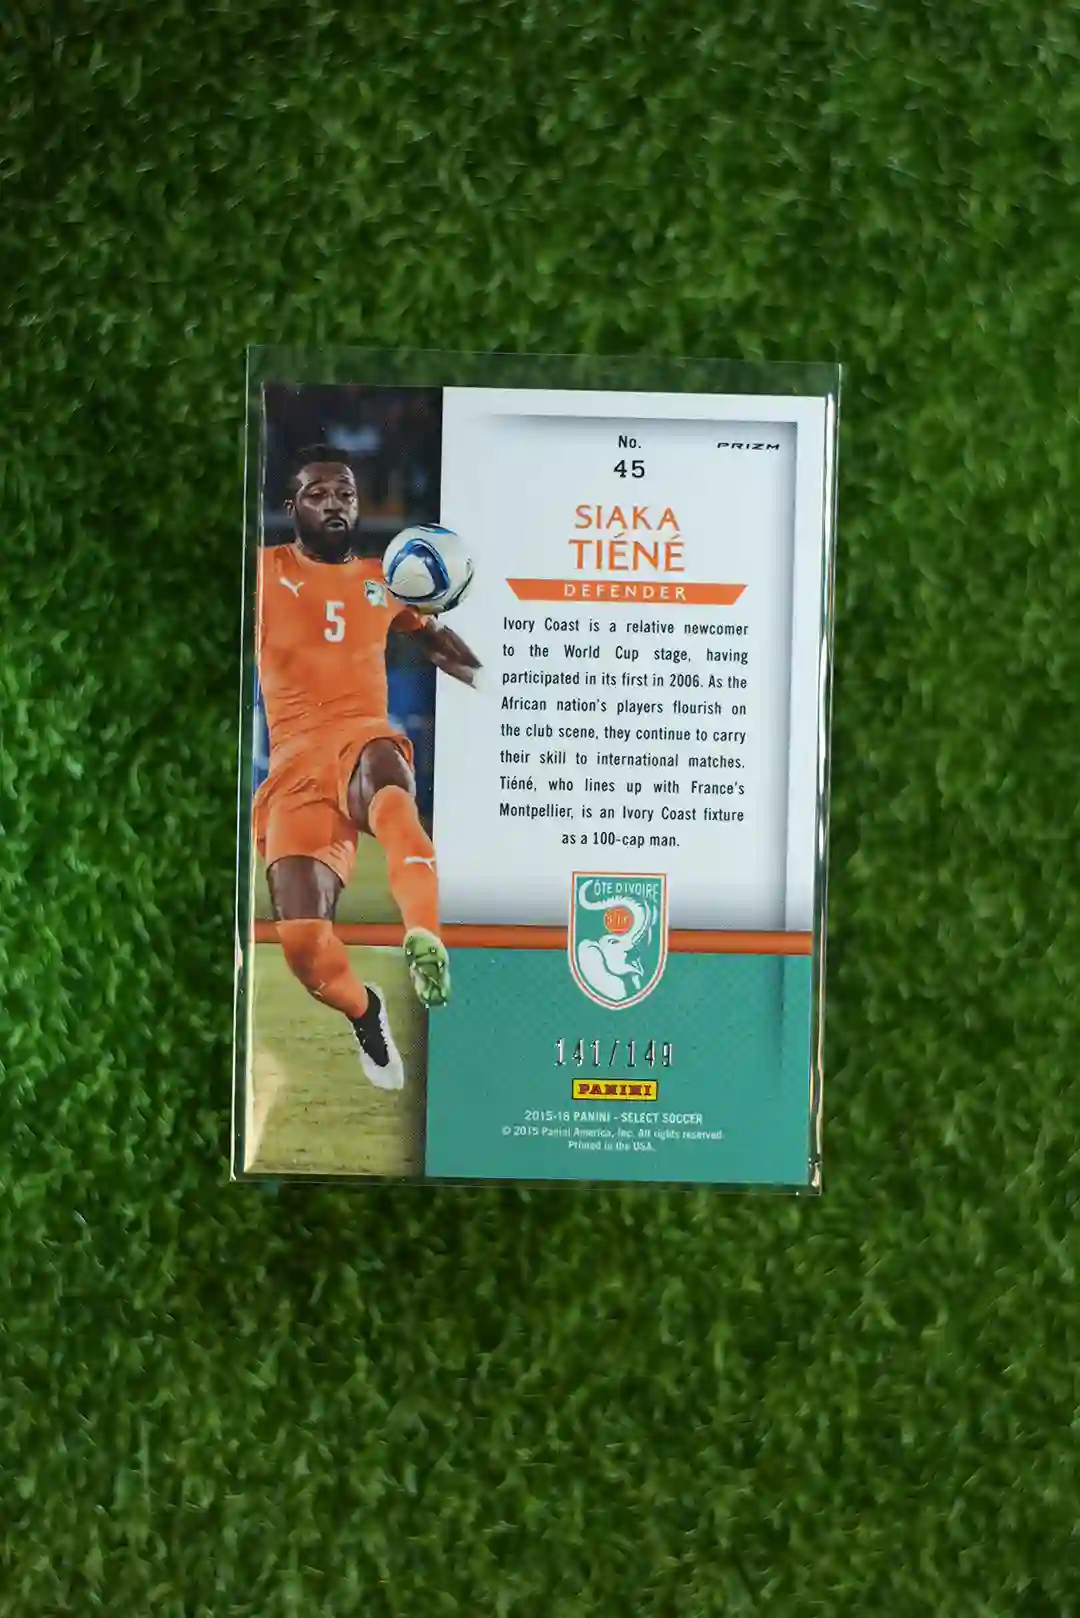 No.
PRIZM
45
SIAKA
TIÉNÉ
DEFENDER
Ivory Coast is a relative newcomer
to the World Cup stage, having
participated in its first in 2006. As the
African nation's players flourish on
the club scene, they continue to carry
their skill to international matches.
Tiéné, who lines up with France's
Montpellier, is an Ivory Coast fixture
as a 100-cap man.
5
CÔTE D'IVOIRE
141/149
PANINI
2015-16 PANINI - SELECT SOCCER
© 2015 Panini America, Inc. All rights reserved.
Printed in the USA.